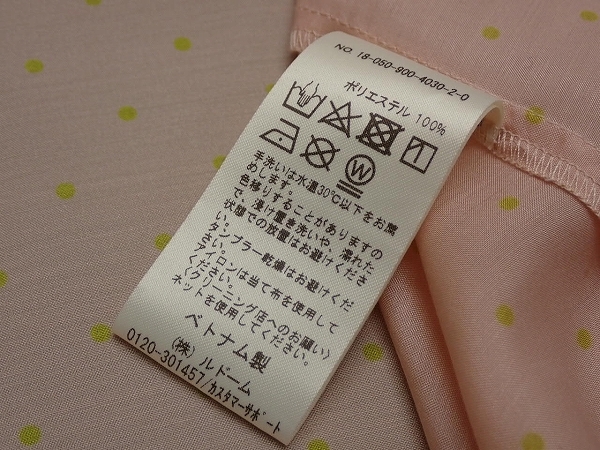 NO. 18-050-900-4030-2-0
ポリエステル 100%
W
手洗いは水温30℃以下をお薦
めします。
色移りすることがありますの
で、浸け置き洗いや、濡れた
状態での放置はお避けくださ
い。
タンブラー乾燥はお避けくだ
さい。
アイロンは当て布を使用して
ください。
(クリーニング店へのお願い)
ネットを使用してください。
ベトナム製
(株) ルドーム
0120-301457/カスタマーサポート